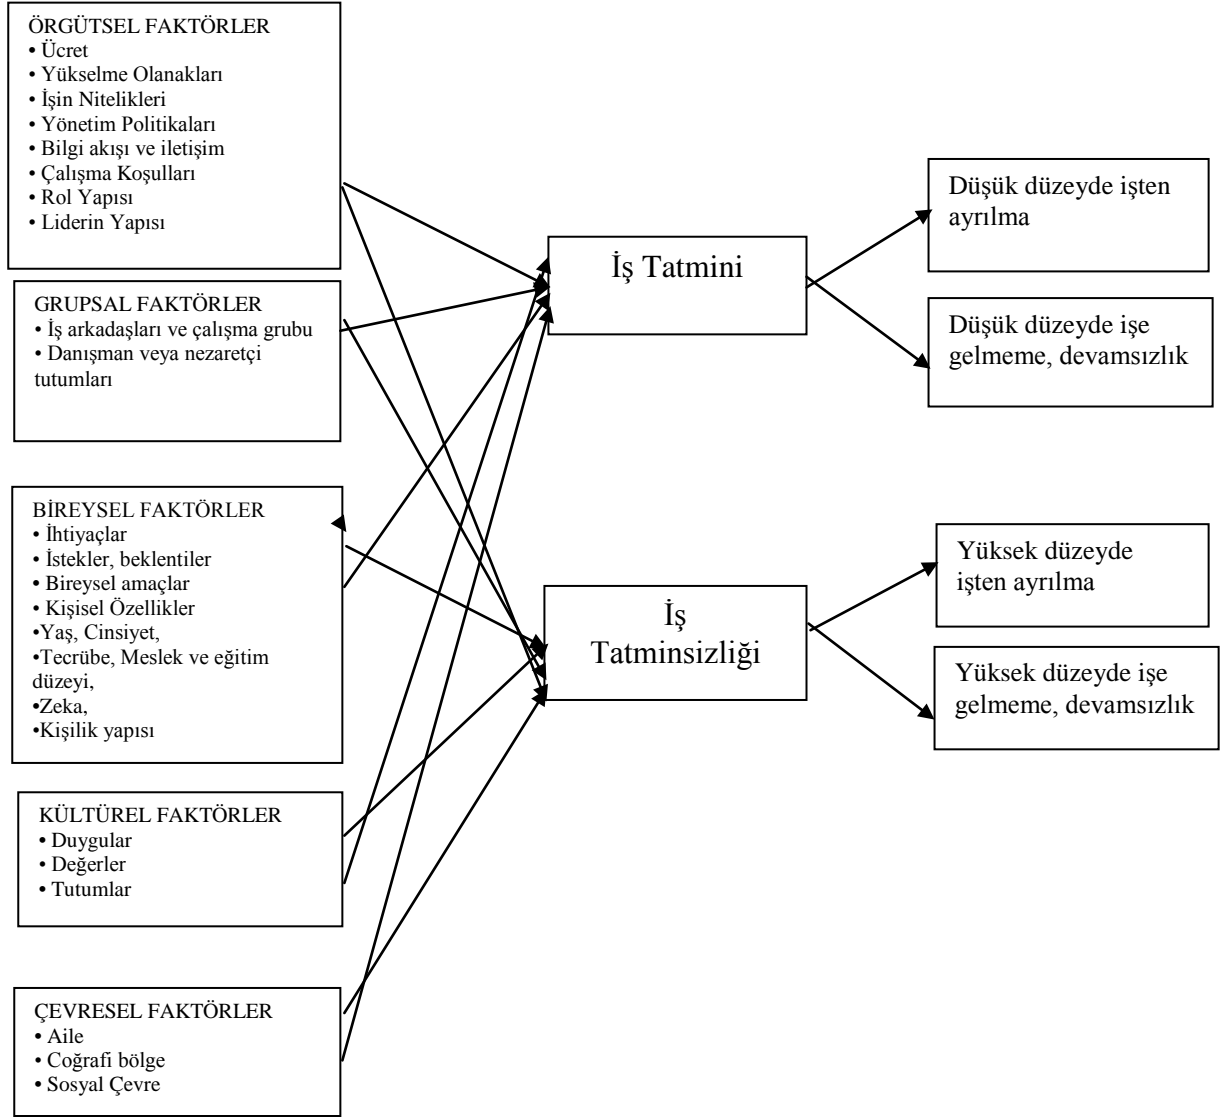 ÖRGÜTSEL FAKTÖRLER
• Ücret
• Yükselme Olanakları
• İşin Nitelikleri
• Yönetim Politikaları
• Bilgi akışı ve iletişim
• Çalışma Koşulları
• Rol Yapısı
• Liderin Yapısı
GRUPSAL FAKTÖRLER
• İş arkadaşları ve çalışma grubu
• Danışman veya nezaretçi
tutumları
BİREYSEL FAKTÖRLER
• İhtiyaçlar
• İstekler, beklentiler
• Bireysel amaçlar
• Kişisel Özellikler
•Yaş, Cinsiyet,
•Tecrübe, Meslek ve eğitim
düzeyi,
•Zeka,
•Kişilik yapısı
KÜLTÜREL FAKTÖRLER
• Duygular
• Değerler
• Tutumlar
ÇEVRESEL FAKTÖRLER
• Aile
• Coğrafi bölge
• Sosyal Çevre
İş Tatmini
İş
Tatminsizliği
Düşük düzeyde işten
ayrılma
Düşük düzeyde işe
gelmeme, devamsızlık
Yüksek düzeyde
işten ayrılma
Yüksek düzeyde işe
gelmeme, devamsızlık